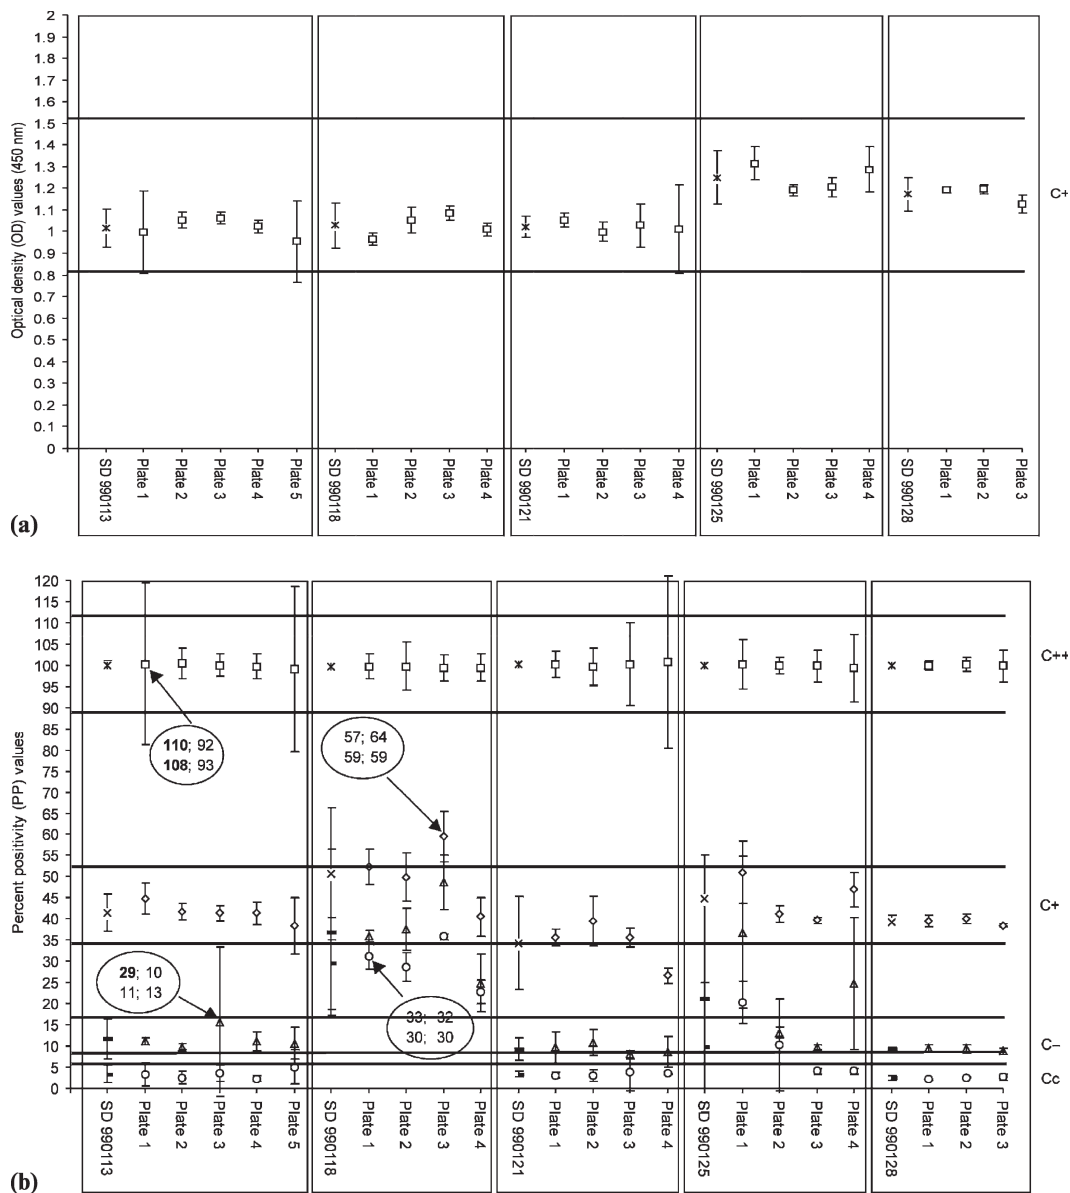 Optical density (OD) values (450 nm)
2
1.9
1.8
1.7
1.6
1.5
1.4
1.3
1.2
1.1
1
0.9
0.8
0.7
0.6
0.5
0.4
0.3
0.2
0.1
0
C+
SD 990113
Plate 1
Plate 2
Plate 3
Plate 4
Plate 5
SD 990118
Plate 1
Plate 2
Plate 3
Plate 4
SD 990121
Plate 1
Plate 2
Plate 3
Plate 4
SD 990125
Plate 1
Plate 2
Plate 3
Plate 4
SD 990128
Plate 1
Plate 2
Plate 3
(a)
Percent positivity (PP) values
120
115
110
105
100
95
90
85
80
75
70
65
60
55
50
45
40
35
30
25
20
15
10
5
0
C++
C+
C–
Cc
110; 92
108; 93
57; 64
59; 59
29; 10
11; 13
33; 32
30; 30
SD 990113
Plate 1
Plate 2
Plate 3
Plate 4
Plate 5
SD 990118
Plate 1
Plate 2
Plate 3
Plate 4
SD 990121
Plate 1
Plate 2
Plate 3
Plate 4
SD 990125
Plate 1
Plate 2
Plate 3
Plate 4
SD 990128
Plate 1
Plate 2
Plate 3
(b)